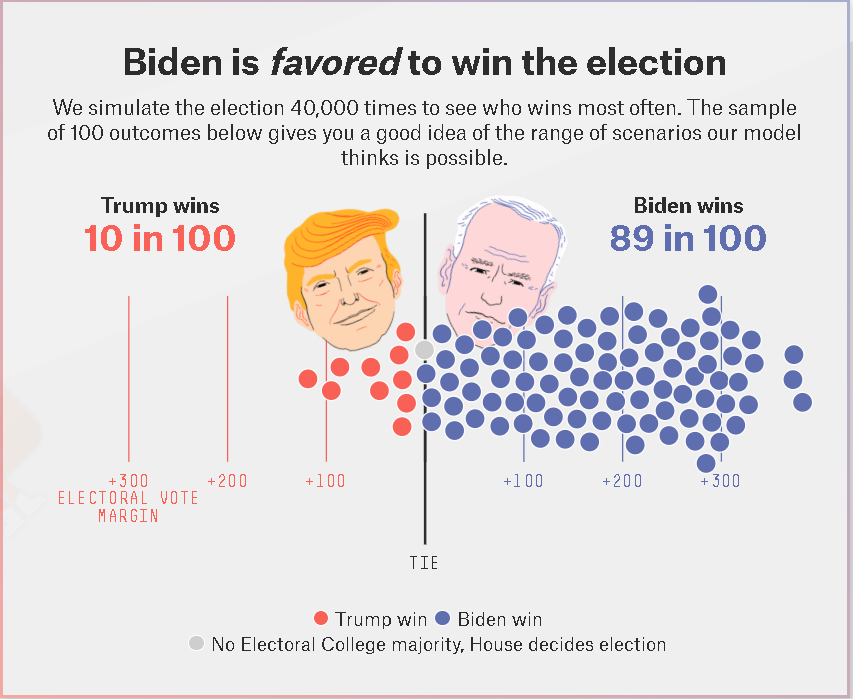 Biden is favored to win the election
We simulate the election 40,000 times to see who wins most often. The sample
of 100 outcomes below gives you a good idea of the range of scenarios our model
thinks is possible.
Trump wins
10 in 100
Biden wins
89 in 100
+300
+200
+100
+100
+200
+300
ELECTORAL VOTE
MARGIN
TIE
Trump win
Biden win
No Electoral College majority, House decides election